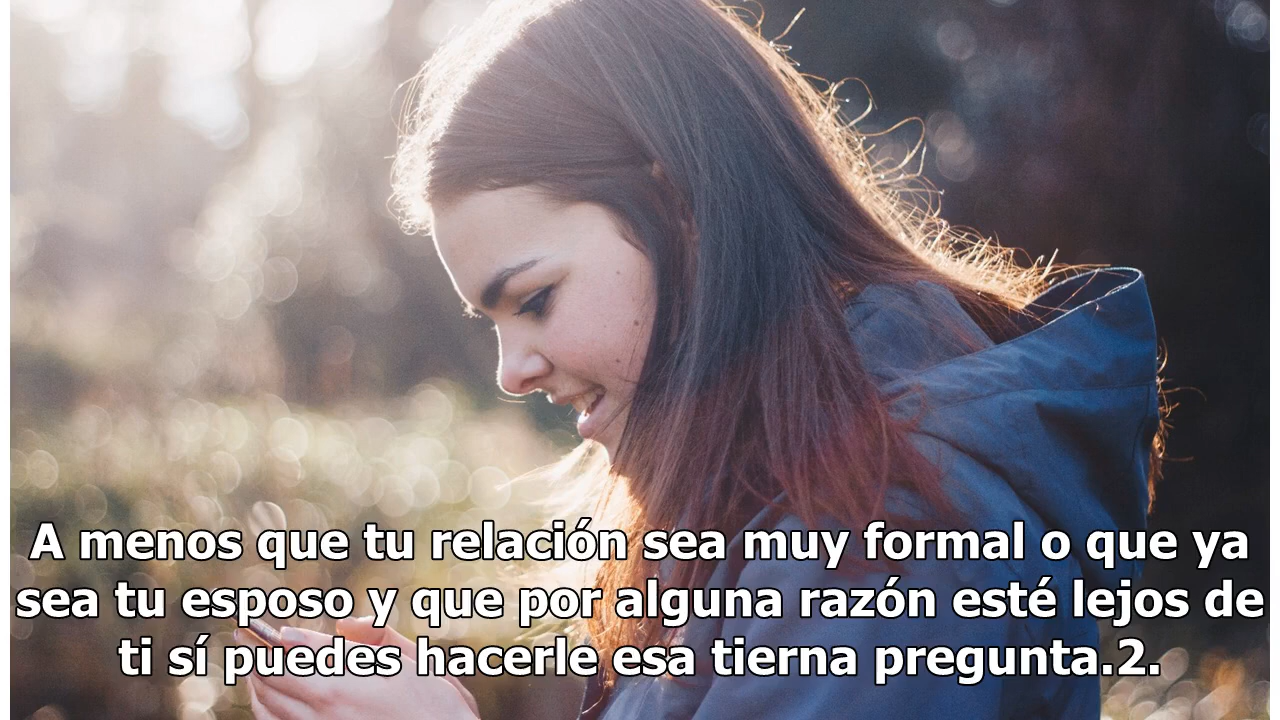 A menos que tu relación sea muy formal o que ya
sea tu esposo y que por alguna razón esté lejos de
ti sí puedes hacerle esa tierna pregunta.2.